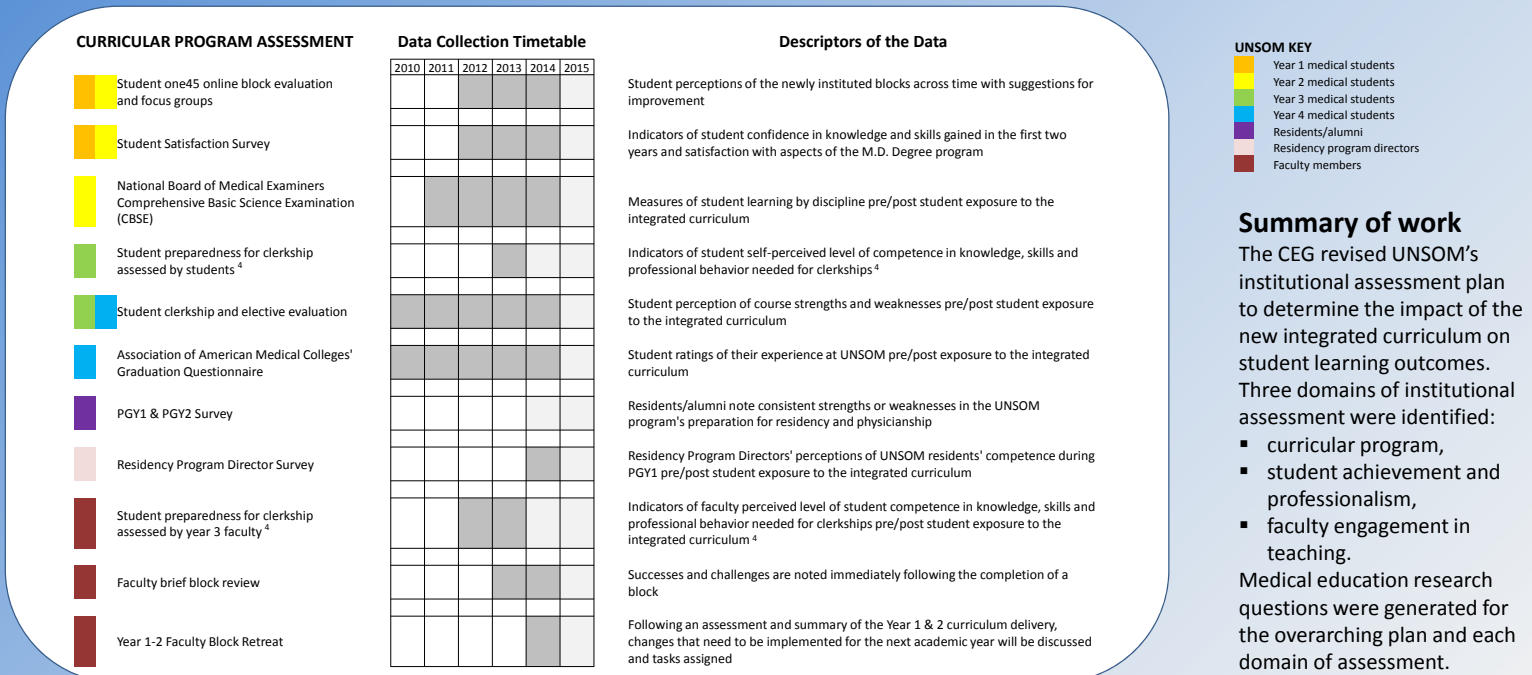 CURRICULAR PROGRAM ASSESSMENT
Data Collection Timetable
Descriptors of the Data
2010 2011 2012 2013 2014 2015
Student one45 online block evaluation
and focus groups
Student perceptions of the newly instituted blocks across time with suggestions for
improvement
Student Satisfaction Survey
Indicators of student confidence in knowledge and skills gained in the first two
years and satisfaction with aspects of the M.D. Degree program
National Board of Medical Examiners
Comprehensive Basic Science Examination
(CBSE)
Measures of student learning by discipline pre/post student exposure to the
integrated curriculum
Student preparedness for clerkship
assessed by students 4
Indicators of student self-perceived level of competence in knowledge, skills and
professional behavior needed for clerkships 4
Student clerkship and elective evaluation
Student perception of course strengths and weaknesses pre/post student exposure
to the integrated curriculum
Association of American Medical Colleges'
Graduation Questionnaire
Student ratings of their experience at UNSOM pre/post exposure to the integrated
curriculum
PGY1 & PGY2 Survey
Residents/alumni note consistent strengths or weaknesses in the UNSOM
program's preparation for residency and physicianship
Residency Program Director Survey
Residency Program Directors' perceptions of UNSOM residents' competence during
PGY1 pre/post student exposure to the integrated curriculum
Student preparedness for clerkship
assessed by year 3 faculty 4
Indicators of faculty perceived level of student competence in knowledge, skills and
professional behavior needed for clerkships pre/post student exposure to the
integrated curriculum 4
Faculty brief block review
Successes and challenges are noted immediately following the completion of a
block
Year 1-2 Faculty Block Retreat
Following an assessment and summary of the Year 1 & 2 curriculum delivery,
changes that need to be implemented for the next academic year will be discussed
and tasks assigned
UNSOM KEY
Year 1 medical students
Year 2 medical students
Year 3 medical students
Year 4 medical students
Residents/alumni
Residency program directors
Faculty members
Summary of work
The CEG revised UNSOM's
institutional assessment plan
to determine the impact of the
new integrated curriculum on
student learning outcomes.
Three domains of institutional
assessment were identified:
▪ curricular program,
▪ student achievement and
professionalism,
▪ faculty engagement in
teaching.
Medical education research
questions were generated for
the overarching plan and each
domain of assessment.